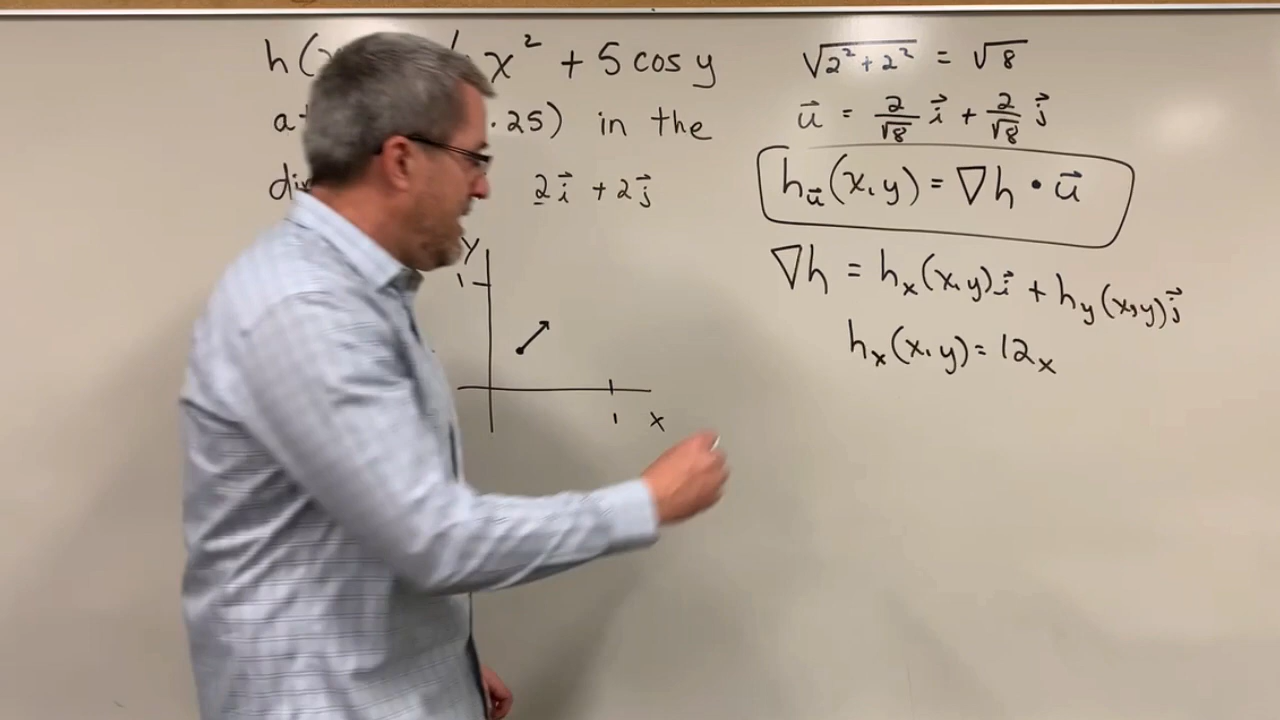 h( x² + 5 cos y
a .25) in the
di 2i⃗ + 2j⃗
y
1
1 x
√(2² + 2²) = √8
u⃗ = 2/√8 i⃗ + 2/√8 j⃗
h_u⃗(x, y) = ∇h • u⃗
∇h = h_x(x, y)i⃗ + h_y(x, y)j⃗
h_x(x, y) = 12x